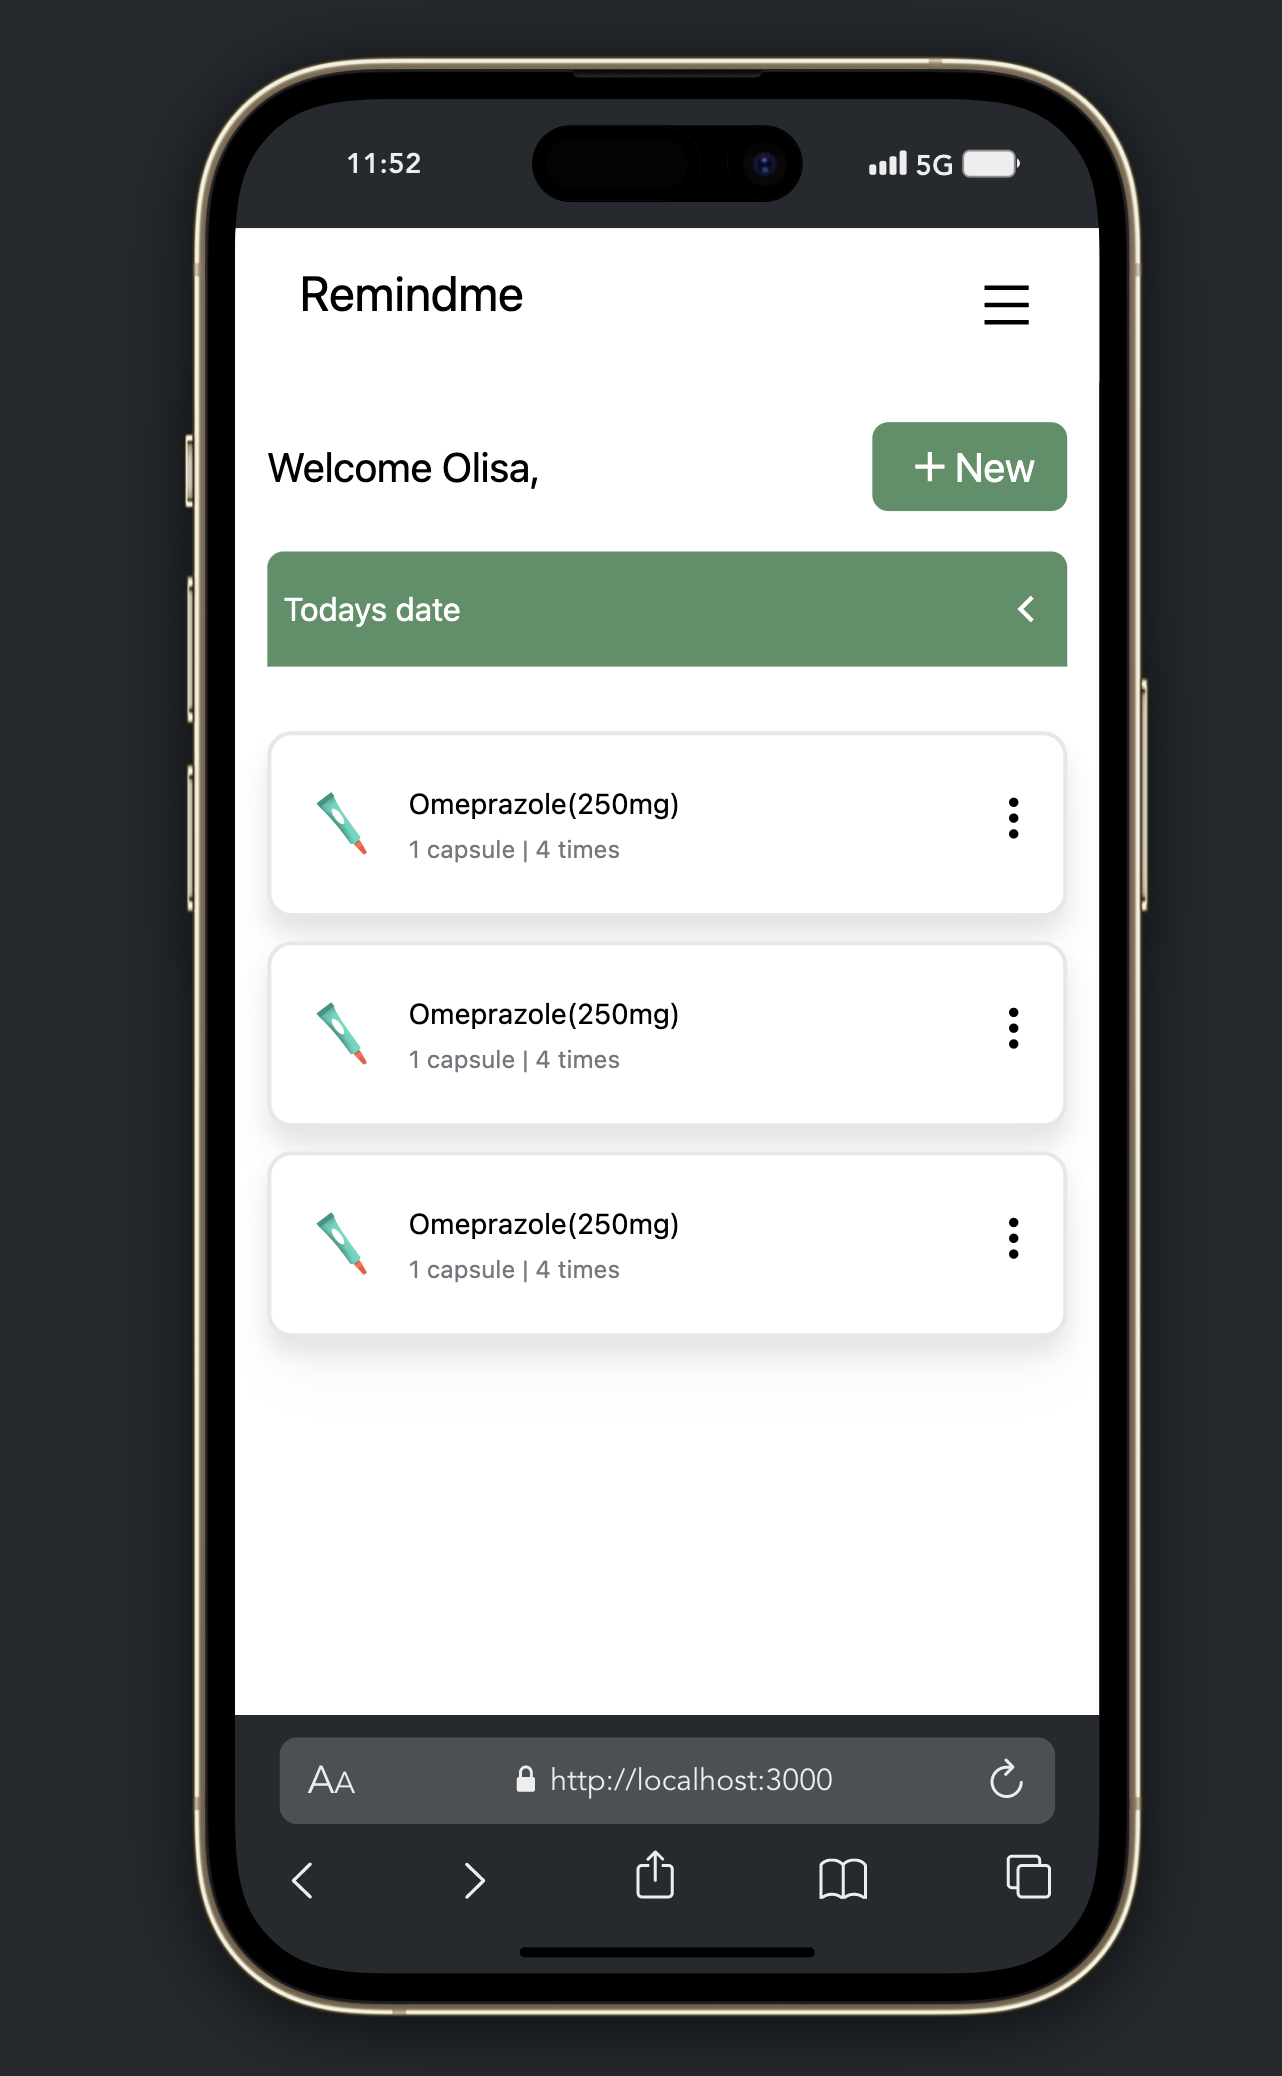 11:52
5G
Remindme
Welcome Olisa,
+ New
Todays date
Omeprazole(250mg)
1 capsule | 4 times
Omeprazole(250mg)
1 capsule | 4 times
Omeprazole(250mg)
1 capsule | 4 times
AA
http://localhost:3000